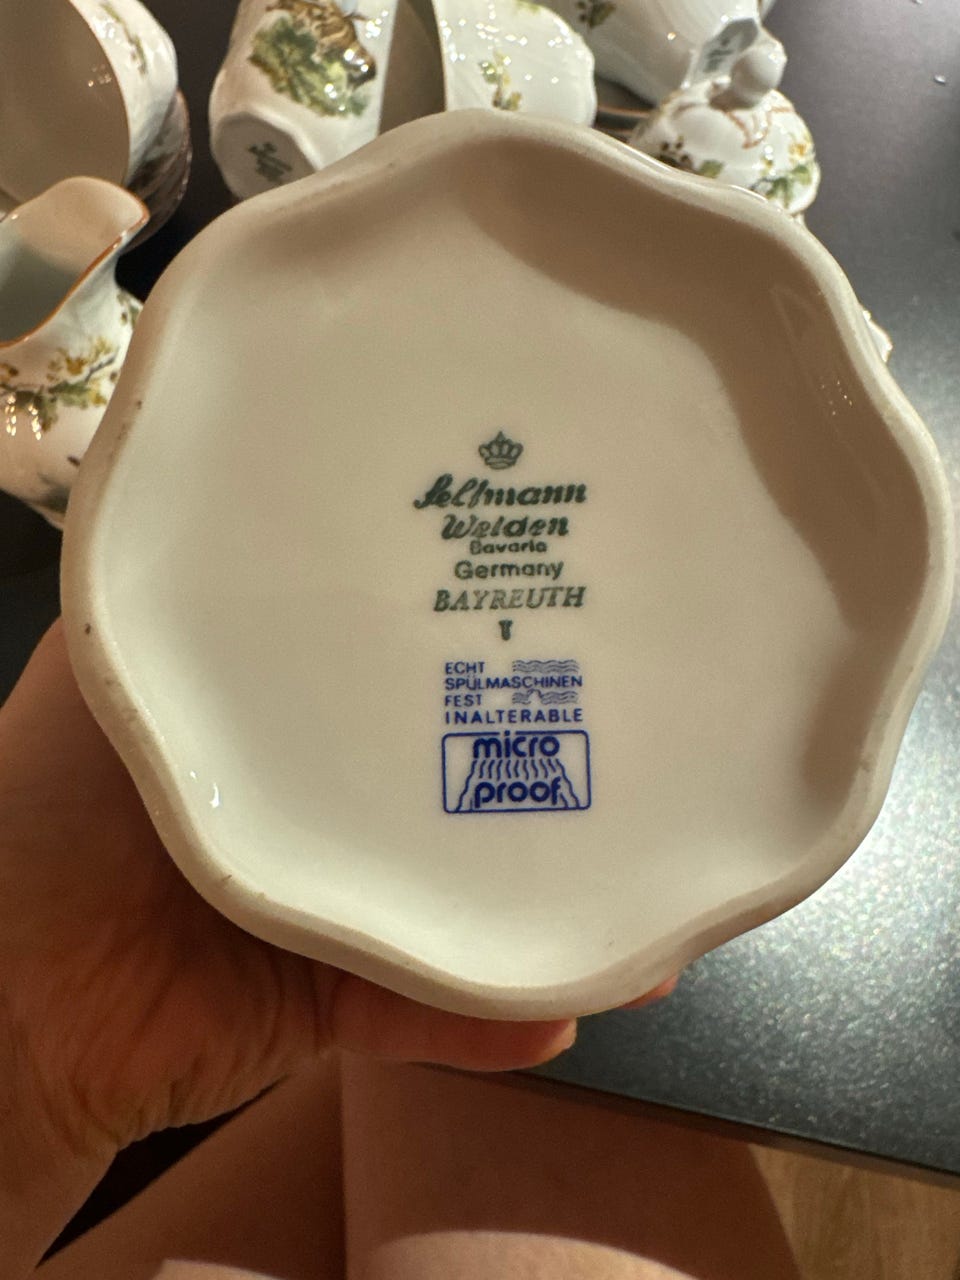 Seltmann
Weiden
Bavaria
Germany
BAYREUTH
ECHT
SPÜLMASCHINEN
FEST
INALTERABLE
micro
proof